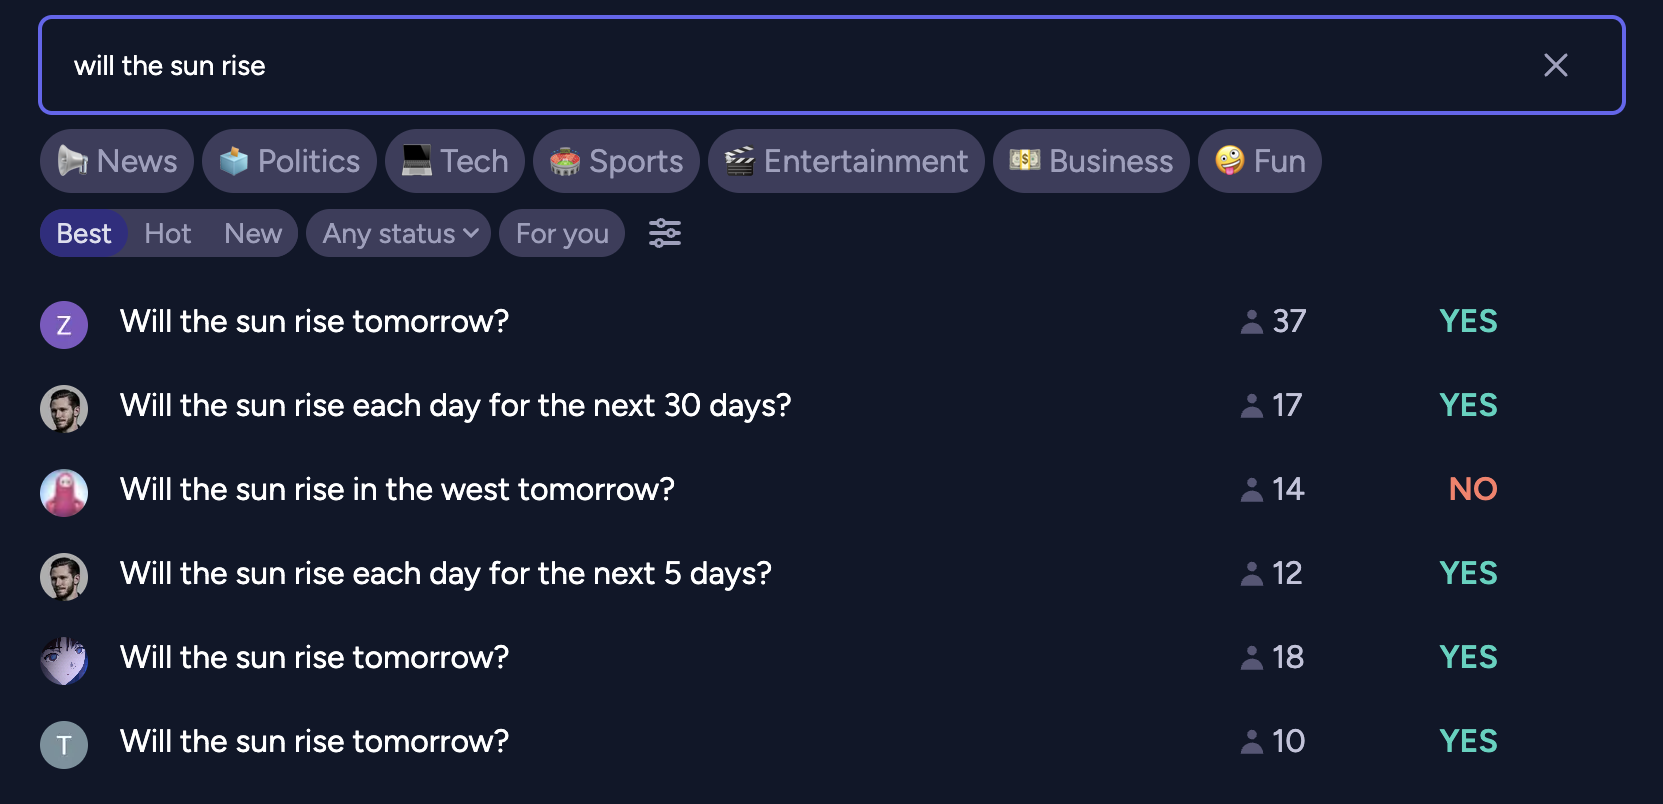 will the sun rise
News Politics Tech Sports Entertainment Business Fun
Best Hot New Any status For you
Z Will the sun rise tomorrow? 37 YES
Will the sun rise each day for the next 30 days? 17 YES
Will the sun rise in the west tomorrow? 14 NO
Will the sun rise each day for the next 5 days? 12 YES
Will the sun rise tomorrow? 18 YES
T Will the sun rise tomorrow? 10 YES